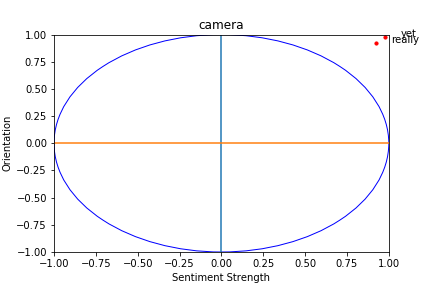 camera
yet
really
1.00
0.75
0.50
0.25
0.00
−0.25
−0.50
−0.75
−1.00
Orientation
−1.00 −0.75 −0.50 −0.25 0.00 0.25 0.50 0.75 1.00
Sentiment Strength